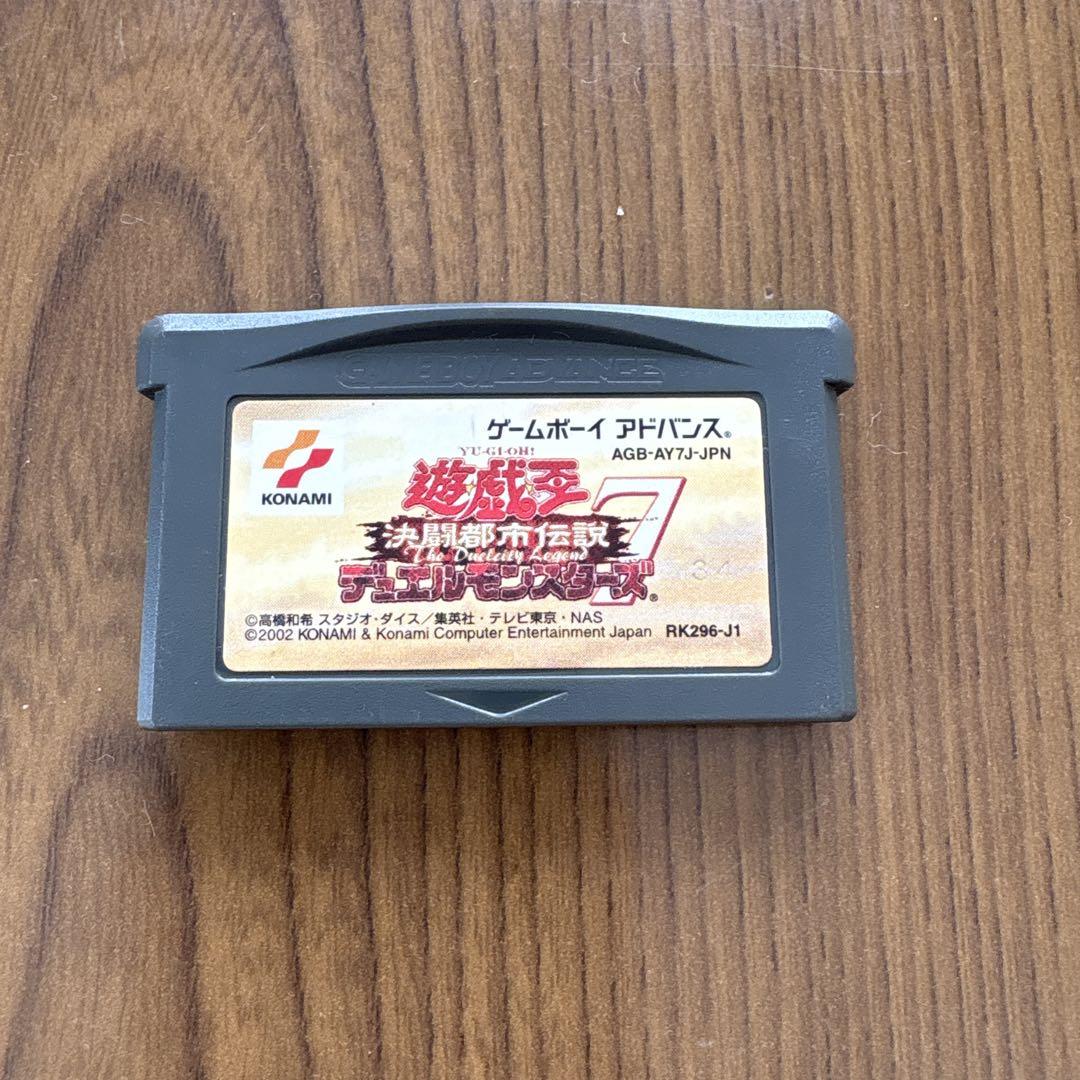 GAME BOY ADVANCE
ゲームボーイ アドバンス®
AGB-AY7J-JPN
KONAMI
YU-GI-OH!
遊戯王
7
決闘都市伝説
The Duelcity Legend
デュエルモンスターズ®
34
©高橋和希 スタジオ・ダイス／集英社・テレビ東京・NAS
©2002 KONAMI & Konami Computer Entertainment Japan RK296-J1